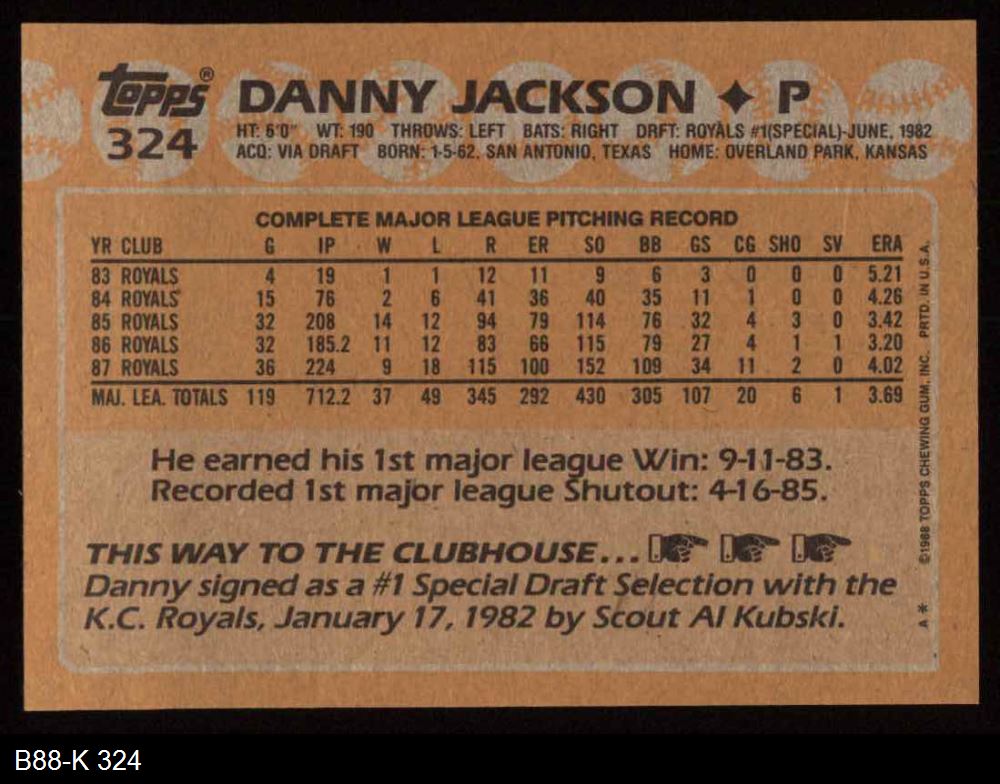 Topps® DANNY JACKSON ✦ P
324
HT: 6'0" WT: 190 THROWS: LEFT BATS: RIGHT DRFT: ROYALS #1(SPECIAL)-JUNE, 1982
ACQ: VIA DRAFT BORN: 1-5-62, SAN ANTONIO, TEXAS HOME: OVERLAND PARK, KANSAS
COMPLETE MAJOR LEAGUE PITCHING RECORD
YR CLUB G IP W L R ER SO BB GS CG SHO SV ERA
83 ROYALS 4 19 1 1 12 11 9 6 3 0 0 0 5.21
84 ROYALS 15 76 2 6 41 36 40 35 11 1 0 0 4.26
85 ROYALS 32 208 14 12 94 79 114 76 32 4 3 0 3.42
86 ROYALS 32 185.2 11 12 83 66 115 79 27 4 1 1 3.20
87 ROYALS 36 224 9 18 115 100 152 109 34 11 2 0 4.02
MAJ. LEA. TOTALS 119 712.2 37 49 345 292 430 305 107 20 6 1 3.69
He earned his 1st major league Win: 9-11-83.
Recorded 1st major league Shutout: 4-16-85.
THIS WAY TO THE CLUBHOUSE...
Danny signed as a #1 Special Draft Selection with the
K.C. Royals, January 17, 1982 by Scout Al Kubski.
A * ©1988 TOPPS CHEWING GUM, INC. PRTD. IN U.S.A.
B88-K 324